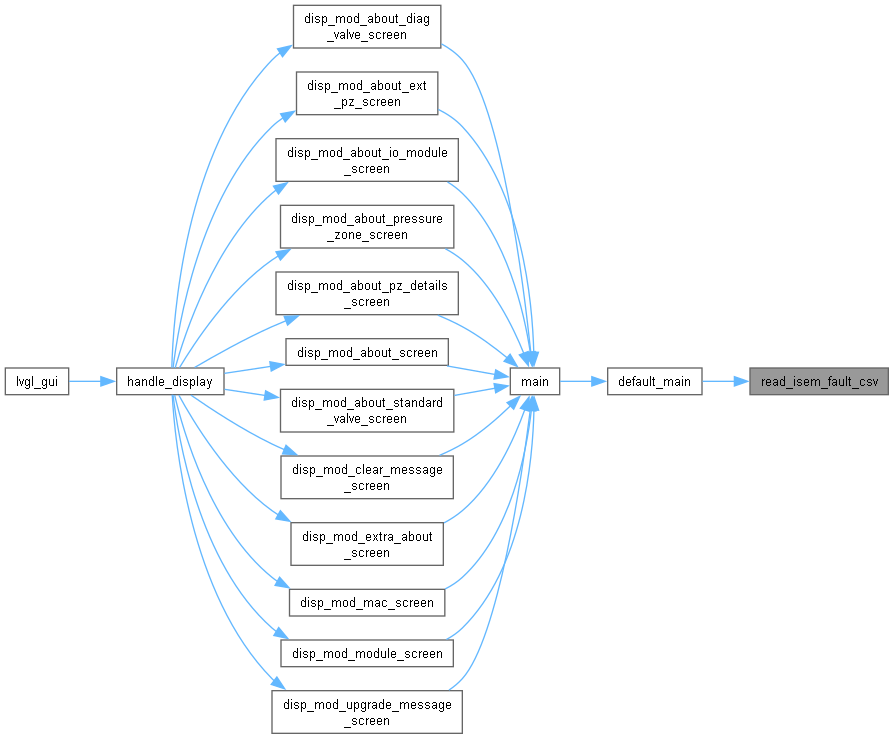 disp_mod_about_diag
_valve_screen
disp_mod_about_ext
_pz_screen
disp_mod_about_io_module
_screen
disp_mod_about_pressure
_zone_screen
disp_mod_about_pz_details
_screen
disp_mod_about_screen
lvgl_gui
handle_display
main
default_main
read_isem_fault_csv
disp_mod_about_standard
_valve_screen
disp_mod_clear_message
_screen
disp_mod_extra_about
_screen
disp_mod_mac_screen
disp_mod_module_screen
disp_mod_upgrade_message
_screen